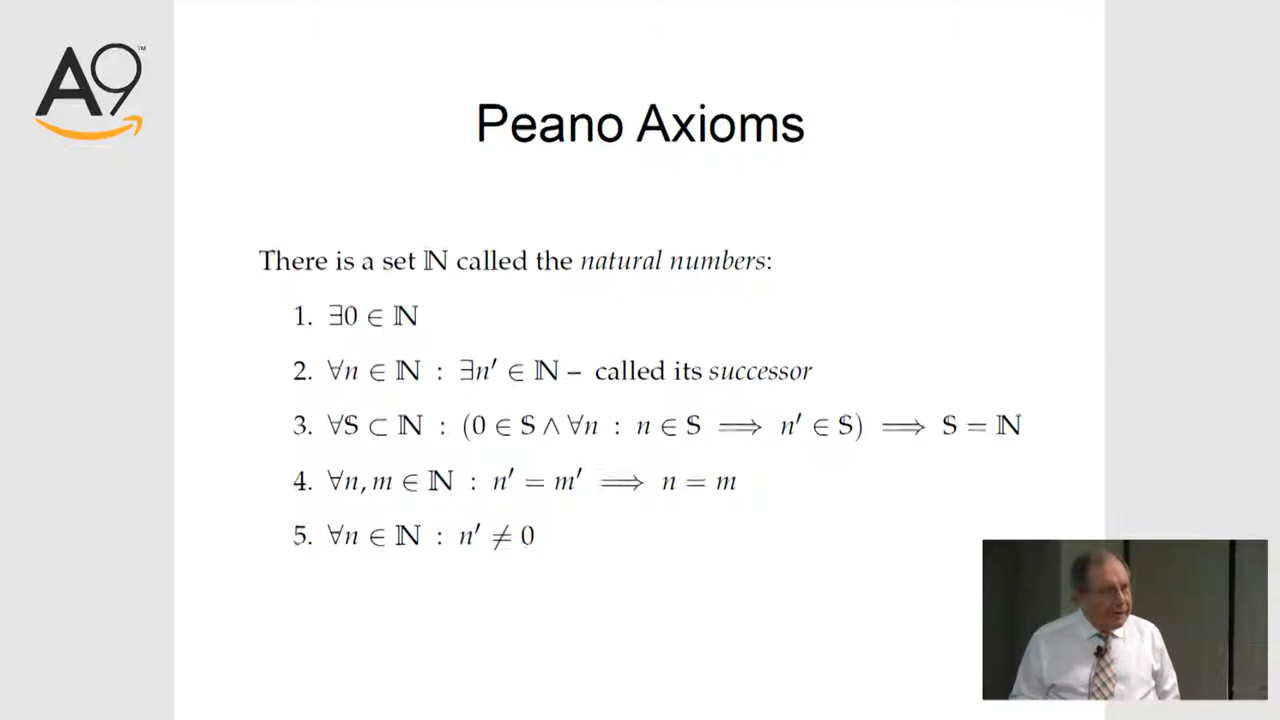 A9™
Peano Axioms
There is a set ℕ called the natural numbers:
1. ∃0 ∈ ℕ
2. ∀n ∈ ℕ : ∃n′ ∈ ℕ – called its successor
3. ∀𝕊 ⊂ ℕ : (0 ∈ 𝕊 ∧ ∀n : n ∈ 𝕊 ⟹ n′ ∈ 𝕊) ⟹ 𝕊 = ℕ
4. ∀n, m ∈ ℕ : n′ = m′ ⟹ n = m
5. ∀n ∈ ℕ : n′ ≠ 0